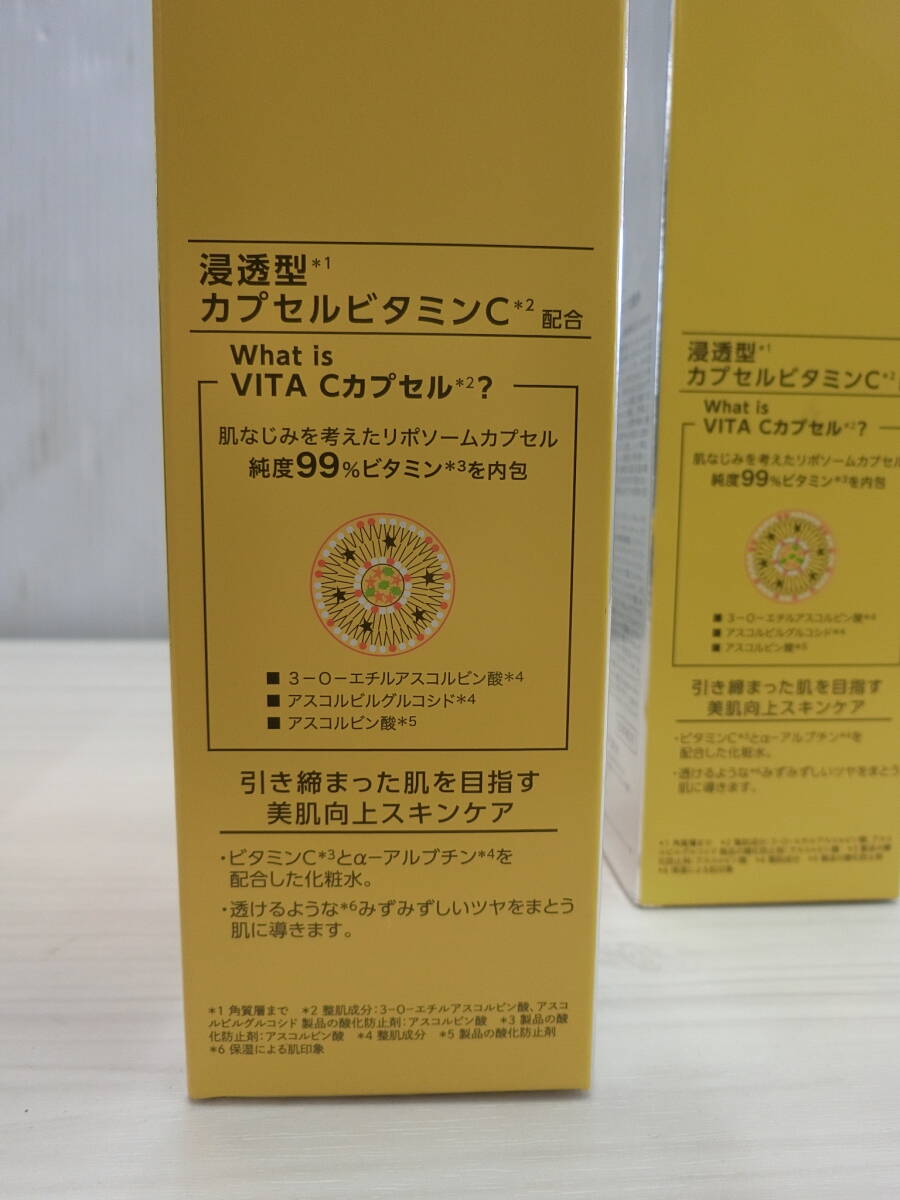 浸透型*1
カプセルビタミンC*2 配合
What is
VITA Cカプセル*2?
肌なじみを考えたリポソームカプセル
純度99%ビタミン*3を内包
■ 3-O-エチルアスコルビン酸*4
■ アスコルビルグルコシド*4
■ アスコルビン酸*5
引き締まった肌を目指す
美肌向上スキンケア
・ビタミンC*3とα-アルブチン*4を
配合した化粧水。
・透けるような*6みずみずしいツヤをまとう
肌に導きます。
*1 角質層まで *2 整肌成分:3-O-エチルアスコルビン酸、アスコ
ルビルグルコシド 製品の酸化防止剤:アスコルビン酸 *3 製品の酸
化防止剤:アスコルビン酸 *4 整肌成分 *5 製品の酸化防止剤
*6 保湿による肌印象
浸透型*1
カプセルビタミンC*2
What is
VITA Cカプセル*2?
肌なじみを考えたリポソームカプセル
純度99%ビタミン*3を内包
■ 3-O-エチルアスコルビン酸*4
■ アスコルビルグルコシド*4
■ アスコルビン酸*5
引き締まった肌を目指す
美肌向上スキンケア
・ビタミンC*3とα-アルブチン*4を
配合した化粧水。
・透けるような*6みずみずしいツヤをまとう
肌に導きます。